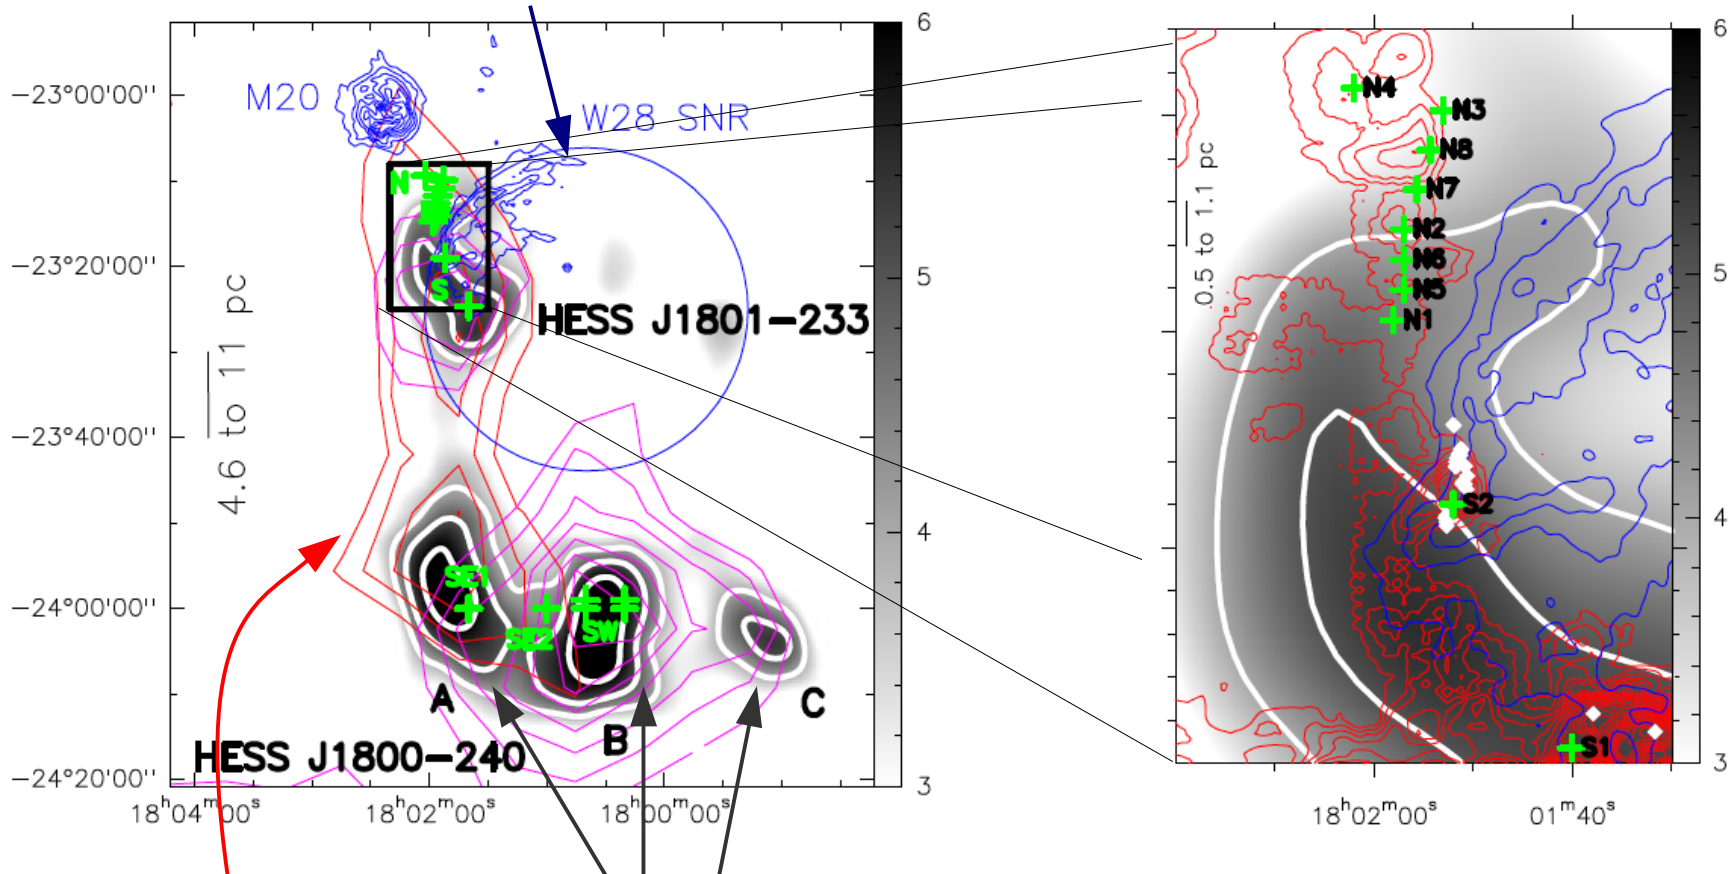 M20
W28 SNR
N
S
HESS J1801−233
4.6 to 11 pc
SE1
SE2
SW
A
B
C
HESS J1800−240
−23°00'00''
−23°20'00''
−23°40'00''
−24°00'00''
−24°20'00''
18h04m00s
18h02m00s
18h00m00s
6
5
4
3
N4
N3
N8
N7
N2
N6
N5
N1
S2
S1
0.5 to 1.1 pc
18h02m00s
01m40s
6
5
4
3